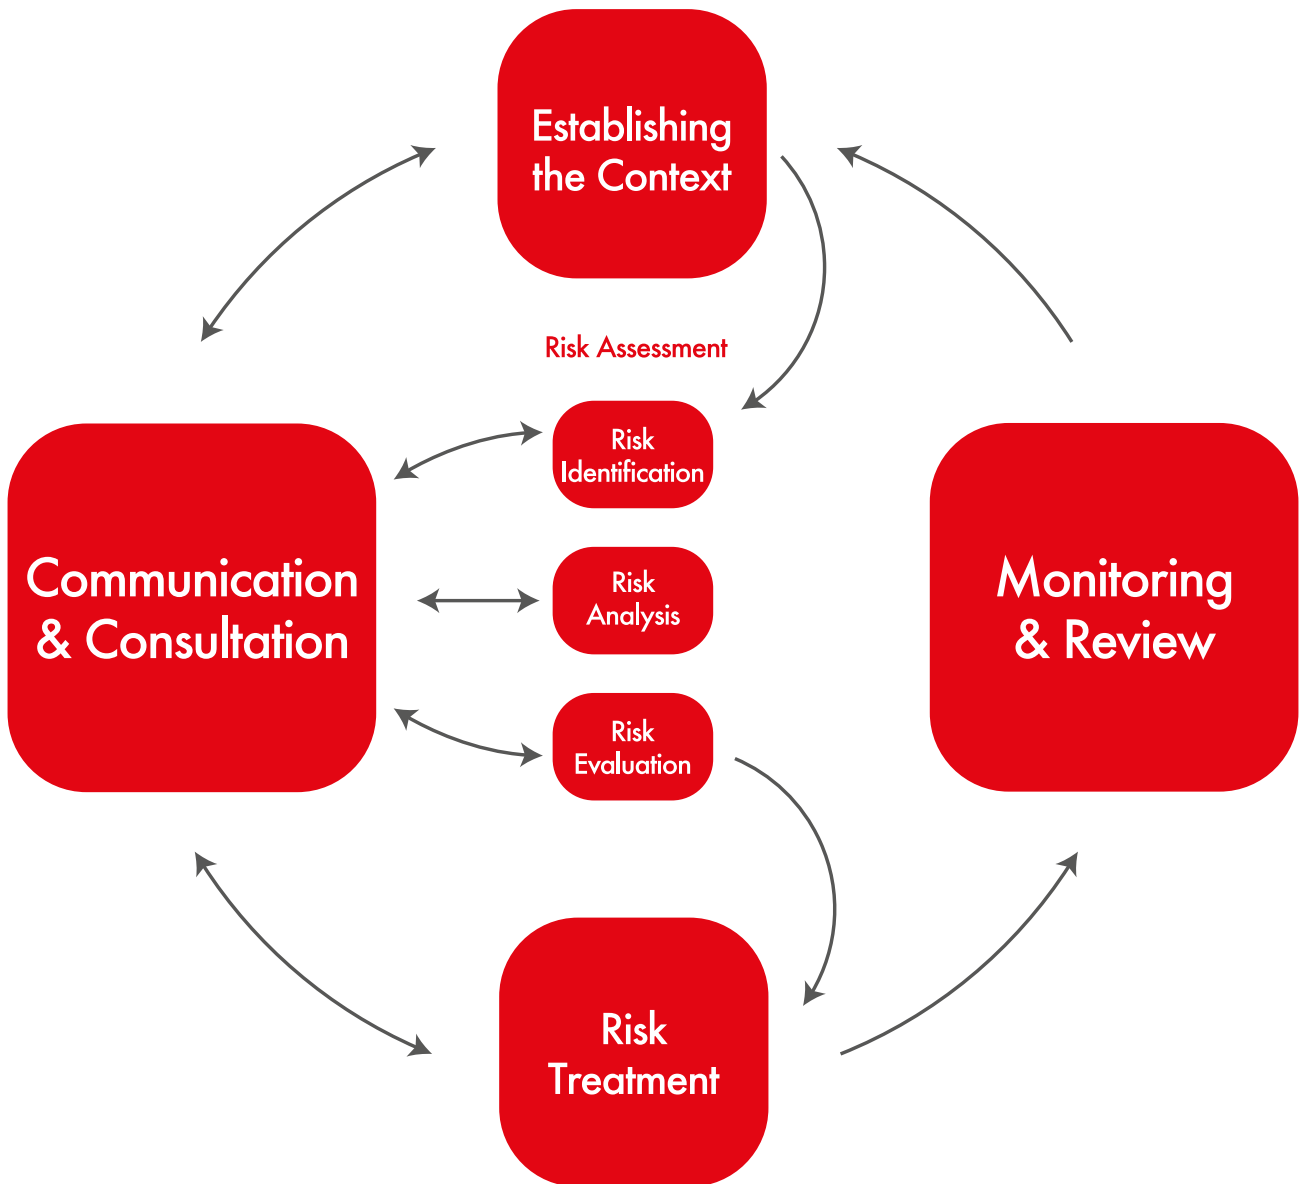 Establishing
the Context
Risk Assessment
Risk
Identification
Communication
& Consultation
Risk
Analysis
Monitoring
& Review
Risk
Evaluation
Risk
Treatment